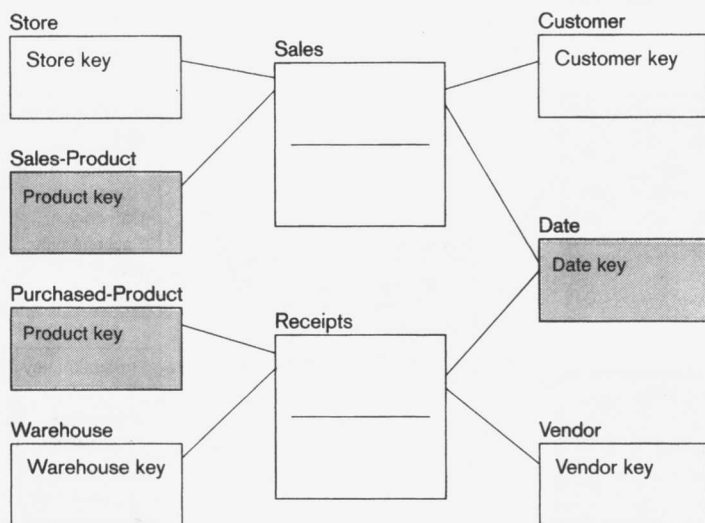 Store
Store key
Sales
Customer
Customer key
Sales-Product
Product key
Date
Date key
Purchased-Product
Product key
Receipts
Warehouse
Warehouse key
Vendor
Vendor key